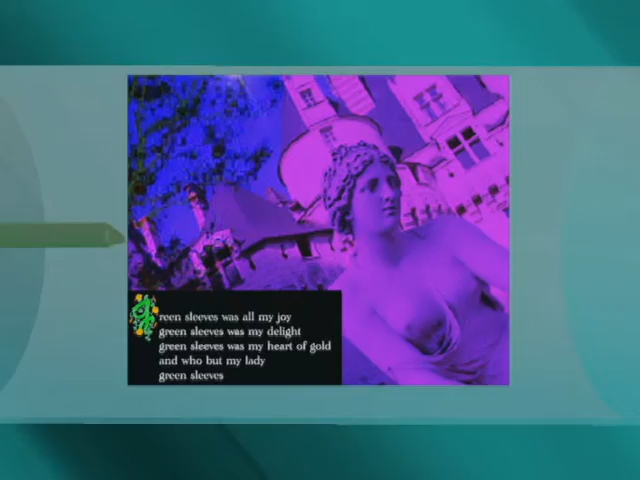 Green sleeves was all my joy
green sleeves was my delight
green sleeves was my heart of gold
and who but my lady
green sleeves